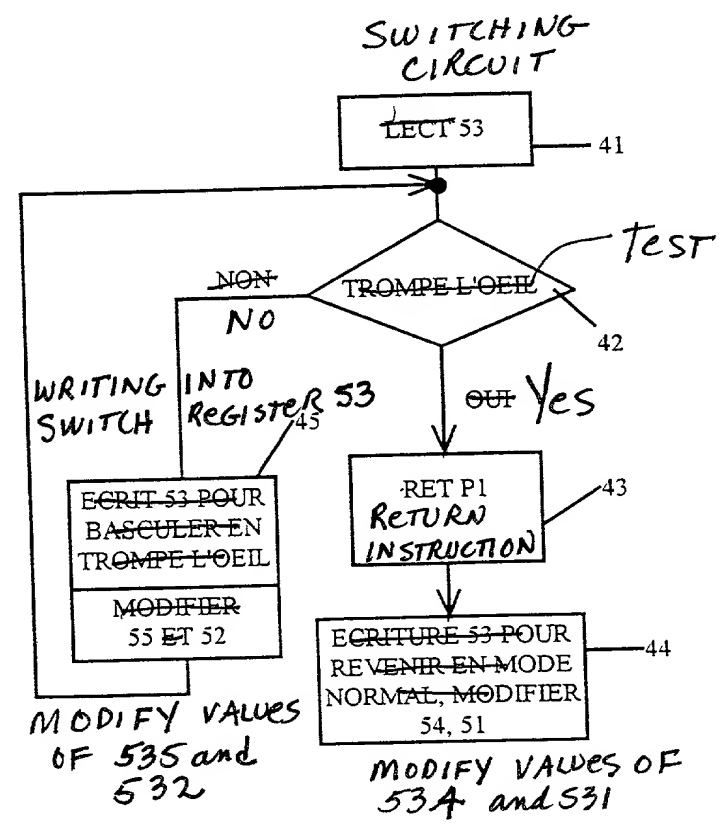 SWITCHING
CIRCUIT
LECT 53
41
TROMPE L'OEIL
TEST
42
NON
NO
OUI Yes
WRITING INTO
SWITCH REGISTER 53
45
ECRIT 53 POUR
BASCULER EN
TROMPE L'OEIL
MODIFIER
55 ET 52
RET P1
RETURN
INSTRUCTION
43
ECRITURE 53 POUR
REVENIR EN MODE
NORMAL, MODIFIER
54, 51
44
MODIFY VALUES
OF 535 and
532
MODIFY VALUES OF
534 and 531